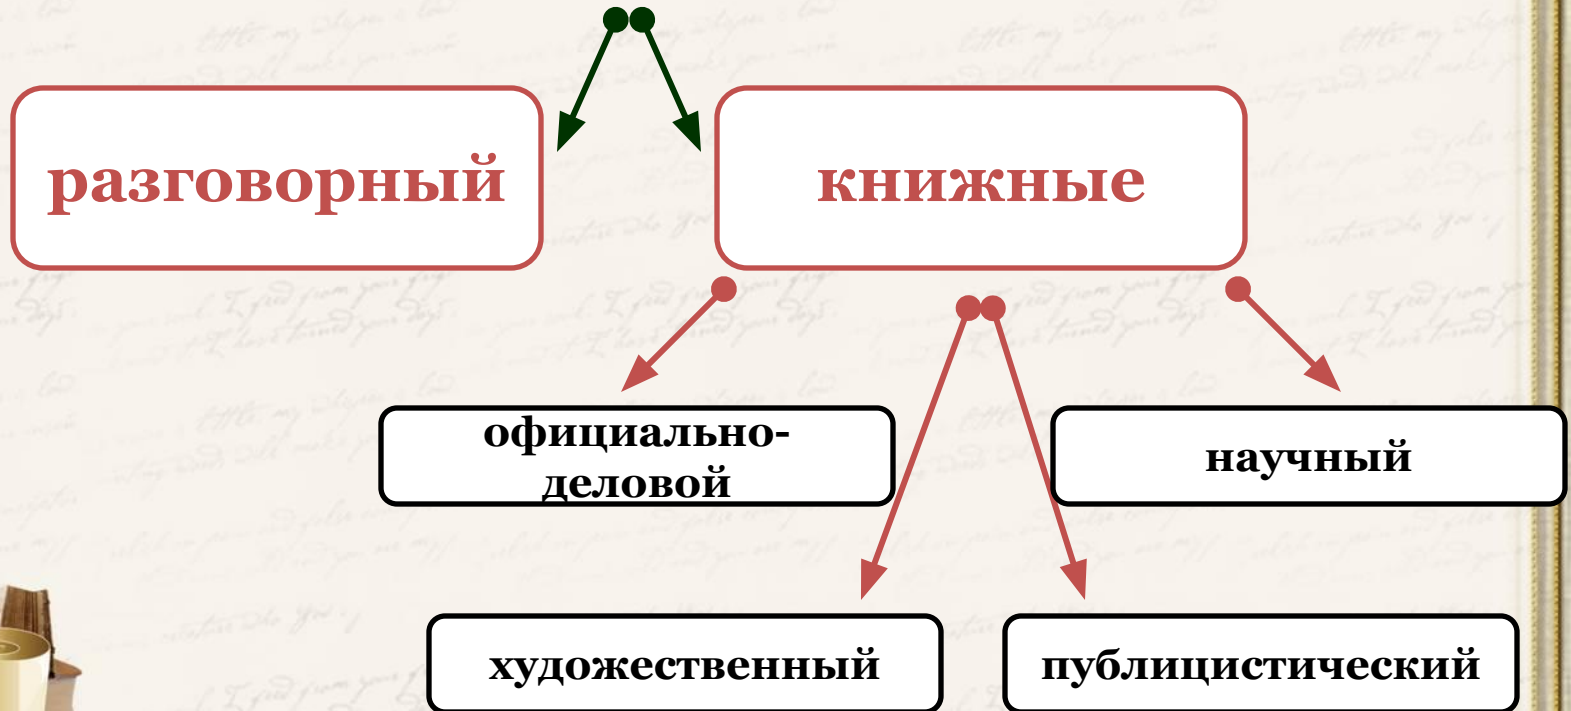 разговорный
книжные
официально-
деловой
научный
художественный
публицистический